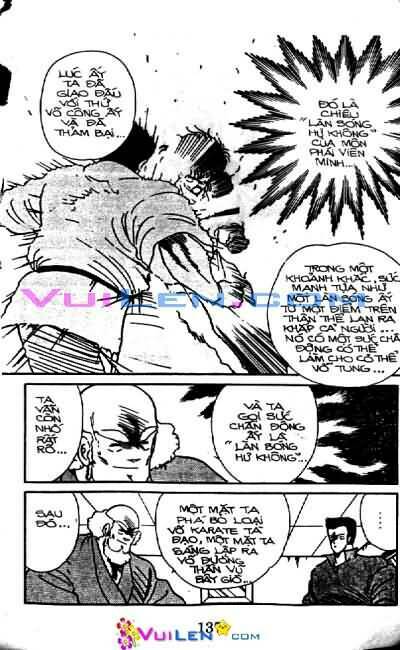 LÚC ẤY
TA ĐÃ
GIAO ĐẤU
VỚI THỨ
VÕ CÔNG ẤY
VÀ ĐÃ
THẢM BẠI...
ĐÓ LÀ
CHIÊU
"LÀN SÓNG
HƯ KHÔNG"
CỦA MÔN
PHÁI VIÊN
MINH...
TRONG MỘT
KHOẢNH KHẮC, SỨC
MẠNH TỰA NHƯ
MỘT LÀN SÓNG ẤY
TỪ MỘT ĐIỂM TRÊN
THÂN THỂ LAN RA
KHẮP CẢ NGƯỜI...
NÓ CÓ MỘT SỨC CHẤN
ĐỘNG CÓ THỂ
LÀM CHO CƠ THỂ
VỠ TUNG...
VUILEN.COM
TA
VẪN
CÒN
NHỚ
RẤT
RÕ...
VÀ TA
GỌI SỨC
CHẤN ĐỘNG
ẤY LÀ
"LÀN SÓNG
HƯ KHÔNG"...
SAU
ĐÓ...
MỘT MẶT TA
PHÁ BỎ LOẠI
VÕ KARATE TÀ
ĐẠO, MỘT MẶT TA
SÁNG LẬP RA
VÕ ĐƯỜNG
THẦN VŨ
BÂY GIỜ...
VUILEN.COM